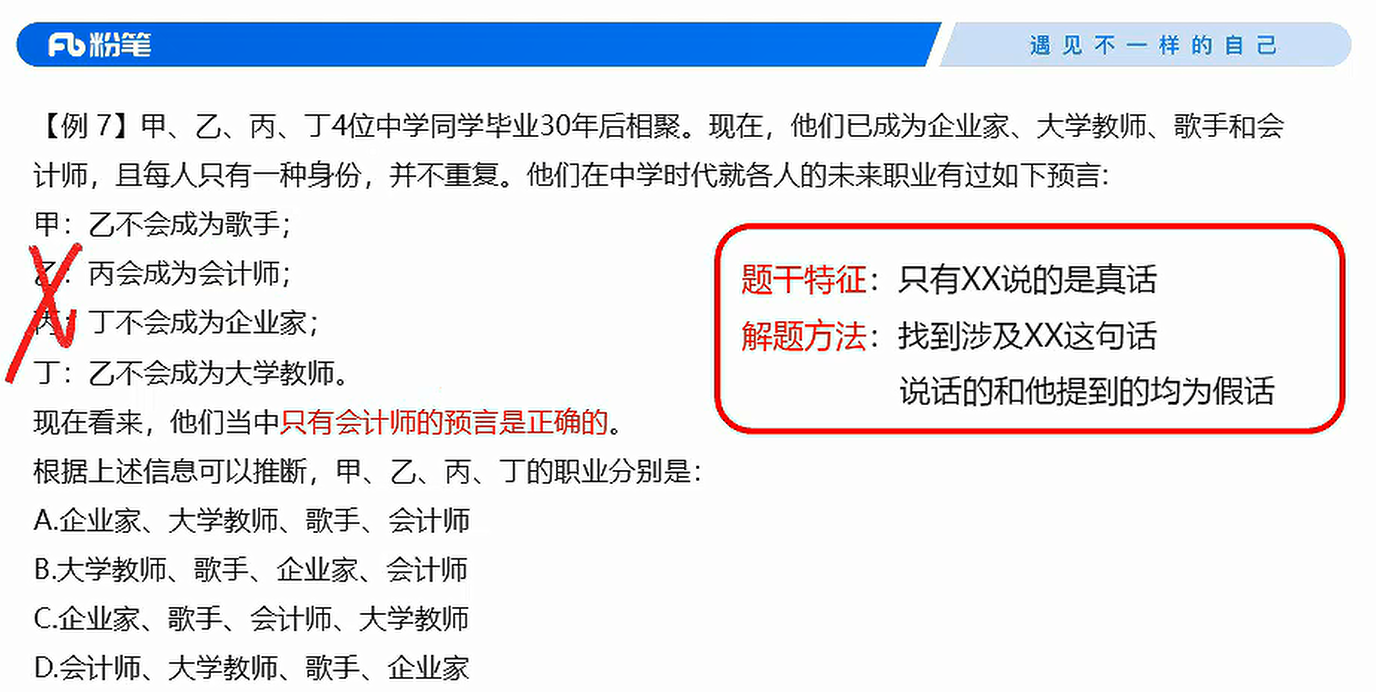 粉笔
遇见不一样的自己
【例 7】甲、乙、丙、丁4位中学同学毕业30年后相聚。现在，他们已成为企业家、大学教师、歌手和会
计师，且每人只有一种身份，并不重复。他们在中学时代就各人的未来职业有过如下预言：
甲：乙不会成为歌手；
乙：丙会成为会计师；
丙：丁不会成为企业家；
丁：乙不会成为大学教师。
现在看来，他们当中只有会计师的预言是正确的。
根据上述信息可以推断，甲、乙、丙、丁的职业分别是：
A.企业家、大学教师、歌手、会计师
B.大学教师、歌手、企业家、会计师
C.企业家、歌手、会计师、大学教师
D.会计师、大学教师、歌手、企业家
题干特征：只有XX说的是真话
解题方法：找到涉及XX这句话
说话的和他提到的均为假话